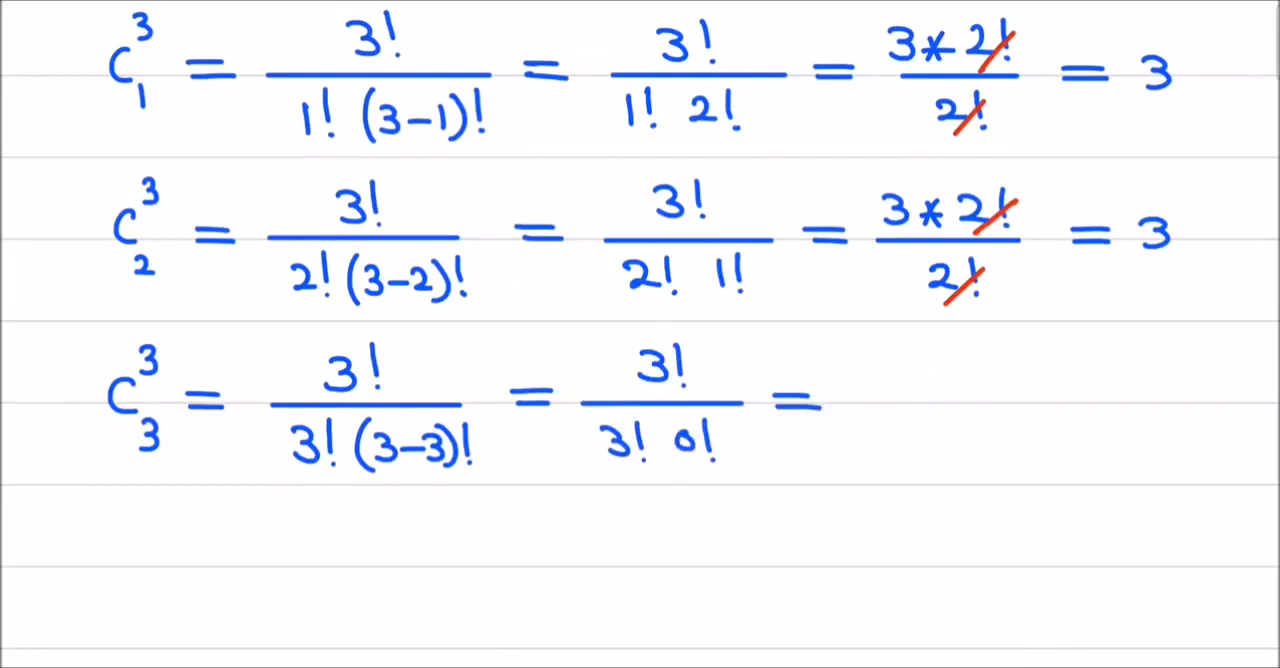 C³₁ = 3! / 1! (3-1)! = 3! / 1! 2! = 3 * 2! / 2! = 3
C³₂ = 3! / 2! (3-2)! = 3! / 2! 1! = 3 * 2! / 2! = 3
C³₃ = 3! / 3! (3-3)! = 3! / 3! 0! =